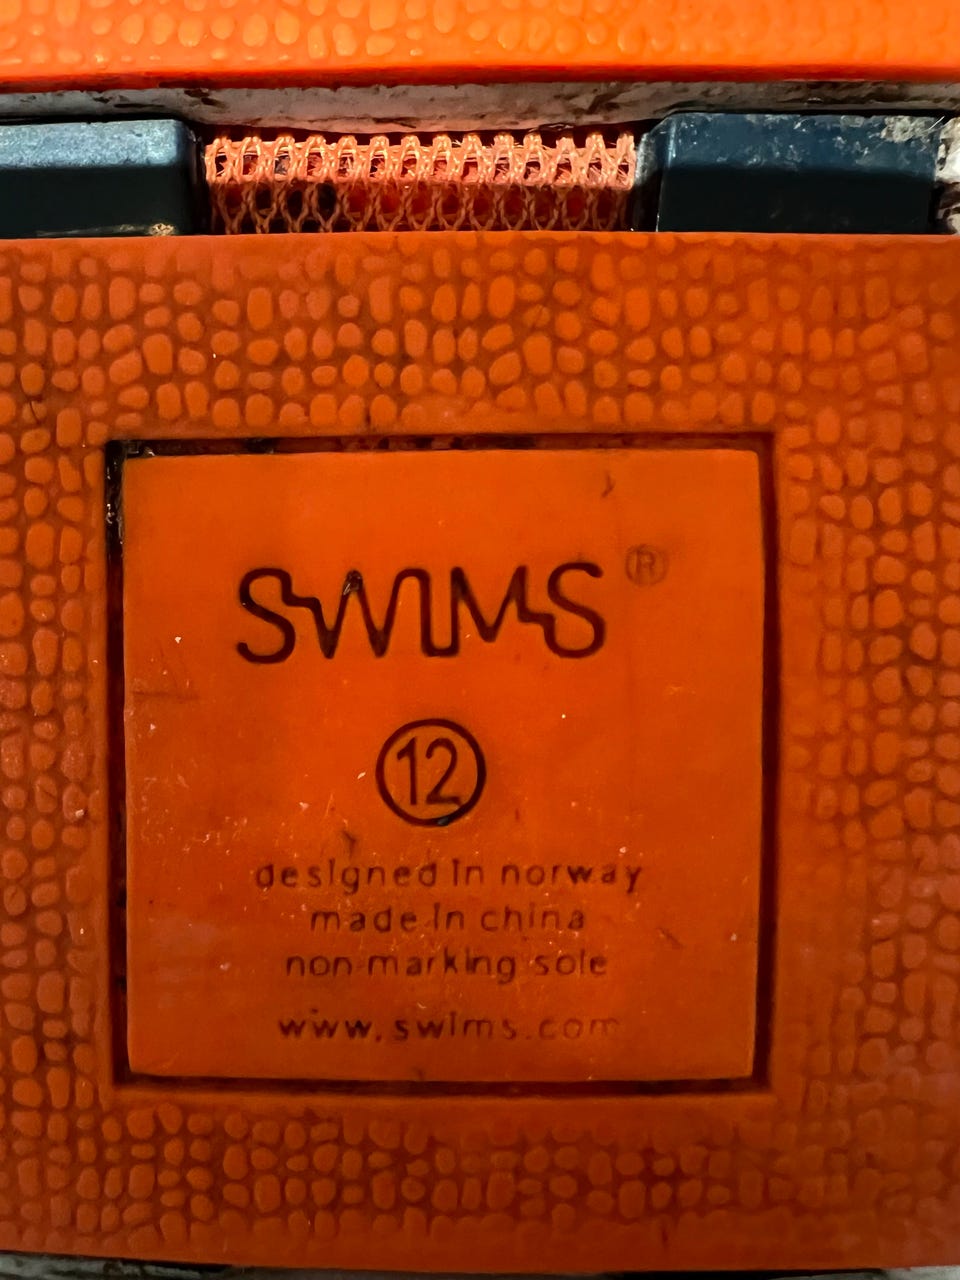 SWIMS®
12
designed in norway
made in china
non-marking sole
www.swims.com